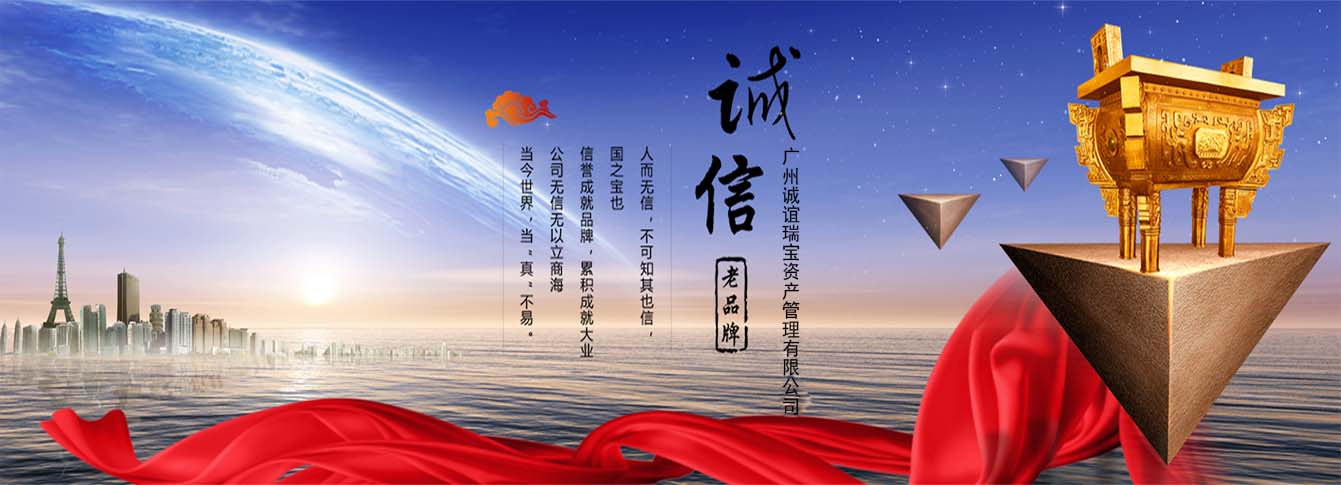 诚信
老品牌
广州诚谊瑞宝资产管理有限公司
人而无信，不可知其也信，
国之宝也
信誉成就品牌，累积成就大业
公司无信无以立商海
当今世界，当“真”不易。